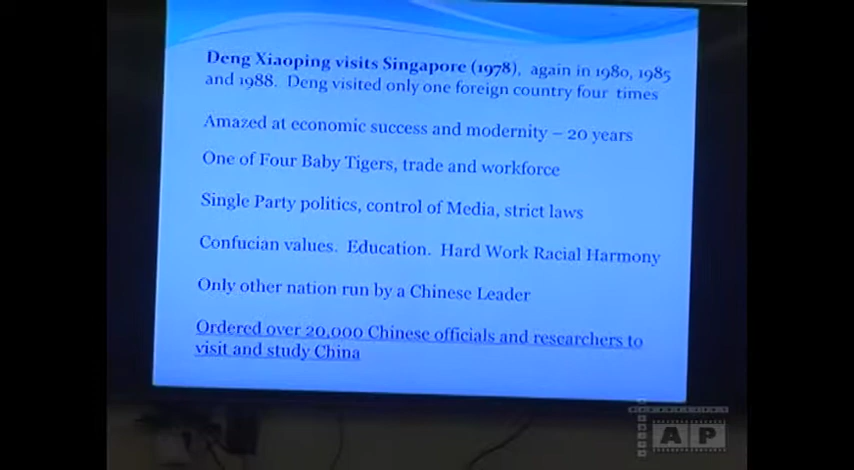 Deng Xiaoping visits Singapore (1978), again in 1980, 1985
and 1988. Deng visited only one foreign country four times
Amazed at economic success and modernity – 20 years
One of Four Baby Tigers, trade and workforce
Single Party politics, control of Media, strict laws
Confucian values. Education. Hard Work Racial Harmony
Only other nation run by a Chinese Leader
Ordered over 20,000 Chinese officials and researchers to
visit and study China
AP